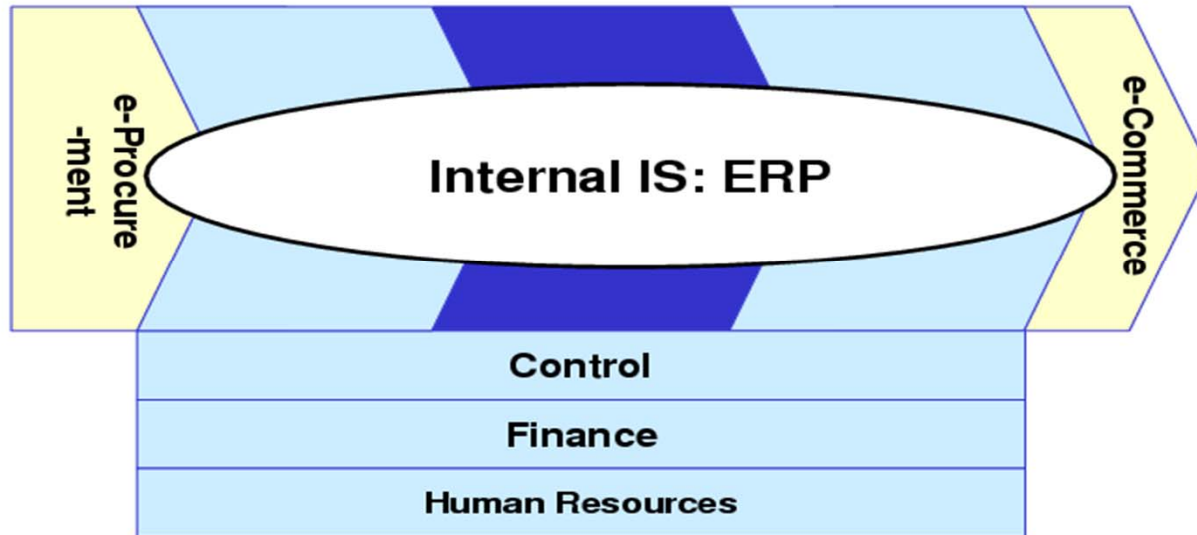 e-Procure
-ment
Internal IS: ERP
e-Commerce
Control
Finance
Human Resources